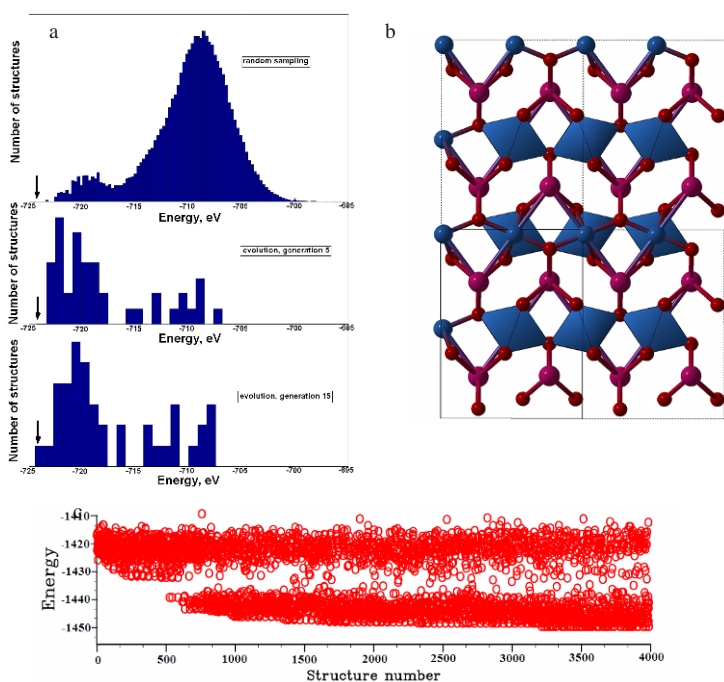 a
b
Number of structures
random sampling
-725 -720 -715 -710 -705 -700 -695
Energy, eV
Number of structures
evolution, generation 5
-725 -720 -715 -710 -705 -700 -695
Energy, eV
Number of structures
evolution, generation 15
-725 -720 -715 -710 -705 -700 -695
Energy, eV
c
Energy
-1410
-1420
-1430
-1440
-1450
0 500 1000 1500 2000 2500 3000 3500 4000
Structure number